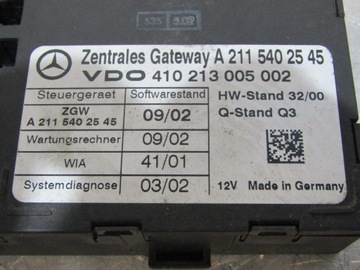 Zentrales Gateway A 211 540 25 45
VDO 410 213 005 002
Steuergeraet Softwarestand HW-Stand 32/00
ZGW
A 211 540 25 45 09/02 Q-Stand Q3
Wartungsrechner 09/02
WIA 41/01
Systemdiagnose 03/02 12V Made in Germany